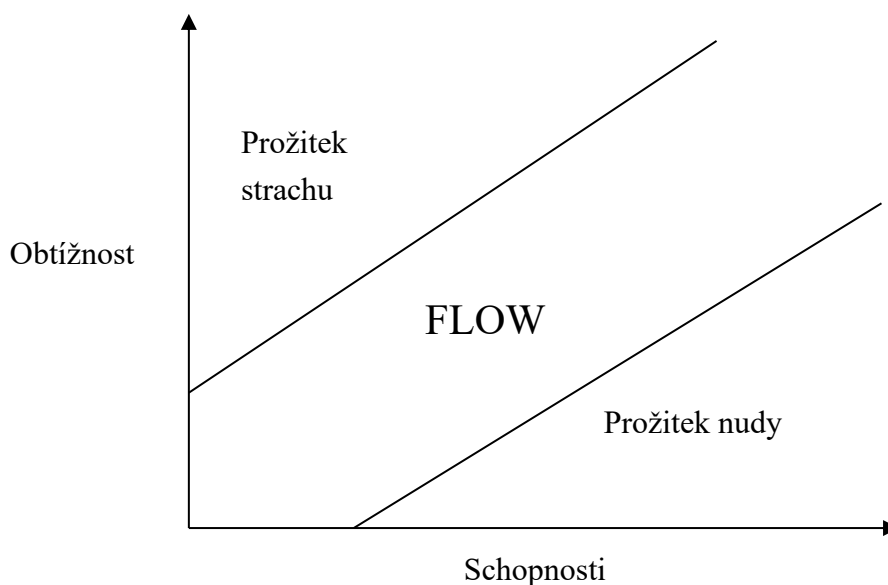 Prožitek
strachu
Obtížnost
FLOW
Prožitek nudy
Schopnosti